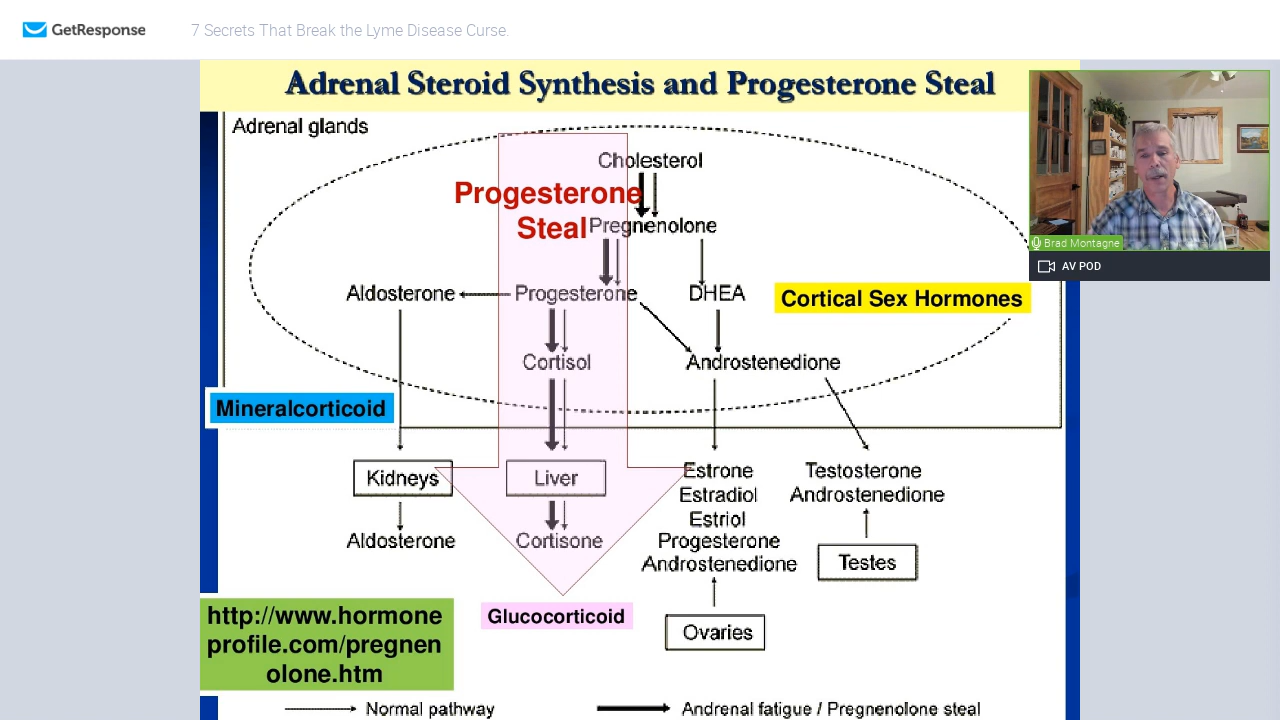 GetResponse
7 Secrets That Break the Lyme Disease Curse.
Adrenal Steroid Synthesis and Progesterone Steal
Adrenal glands
Cholesterol
Progesterone
Steal
Pregnenolone
Aldosterone
Progesterone
DHEA
Cortical Sex Hormones
Cortisol
Androstenedione
Mineralcorticoid
Kidneys
Liver
Estrone
Estradiol
Estriol
Progesterone
Androstenedione
Testosterone
Androstenedione
Aldosterone
Cortisone
Testes
Glucocorticoid
Ovaries
http://www.hormone
profile.com/pregnen
olone.htm
Normal pathway
Andrenal fatigue / Pregnenolone steal
Brad Montagne
AV POD